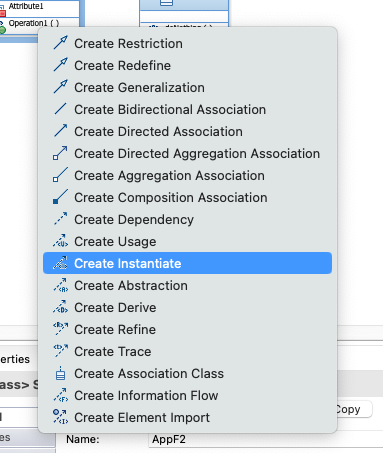 Attribute1
Operation1 ( )
Create Restriction
Create Redefine
Create Generalization
Create Bidirectional Association
Create Directed Association
Create Directed Aggregation Association
Create Aggregation Association
Create Composition Association
Create Dependency
Create Usage
Create Instantiate
Create Abstraction
Create Derive
Create Refine
Create Trace
Create Association Class
Create Information Flow
Create Element Import
erties
ass> S
Copy
es
Name: AppF2